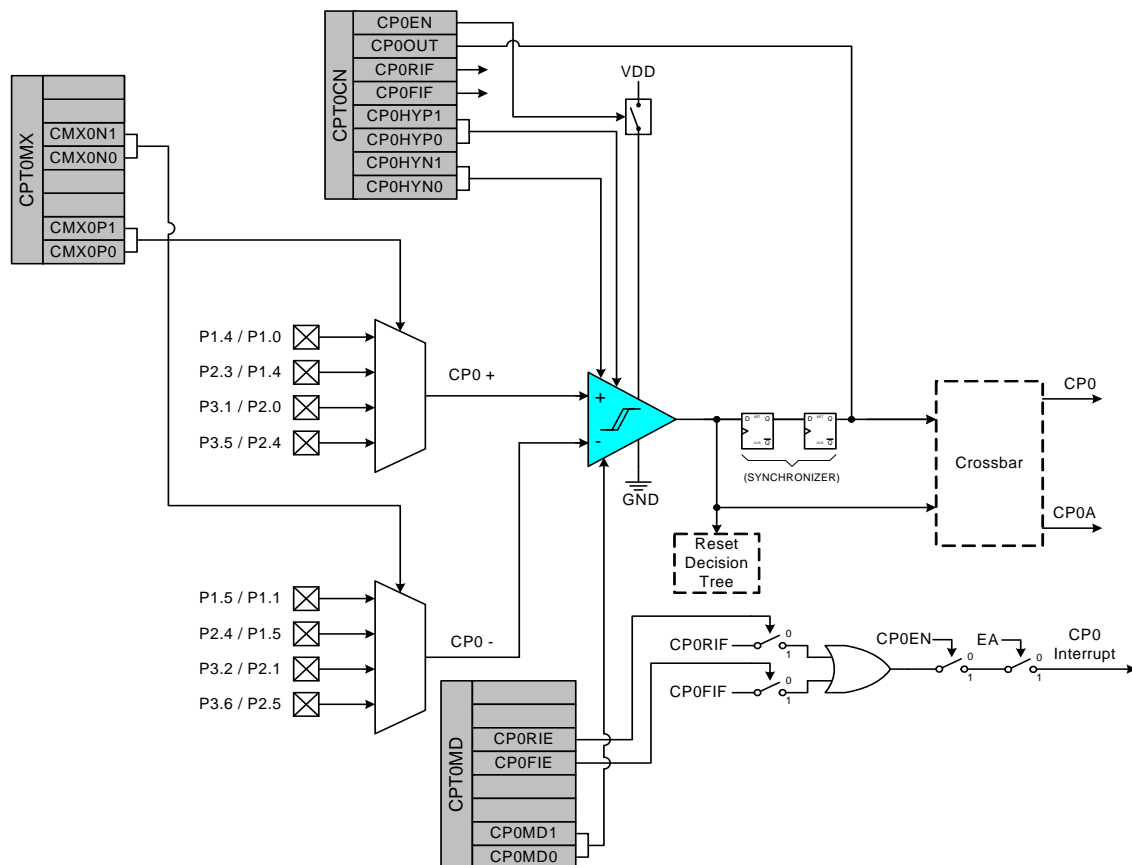 CPT0CN
CP0EN
CP0OUT
CP0RIF
CP0FIF
CP0HYP1
CP0HYP0
CP0HYN1
CP0HYN0
VDD
CPT0MX
CMX0N1
CMX0N0
CMX0P1
CMX0P0
P1.4 / P1.0
P2.3 / P1.4
P3.1 / P2.0
P3.5 / P2.4
CP0 +
+
-
GND
D SET Q
CLR Q
D SET Q
CLR Q
(SYNCHRONIZER)
Crossbar
CP0
CP0A
Reset
Decision
Tree
P1.5 / P1.1
P2.4 / P1.5
P3.2 / P2.1
P3.6 / P2.5
CP0 -
CPT0MD
CP0RIE
CP0FIE
CP0MD1
CP0MD0
CP0RIF
0
1
CP0FIF
0
1
CP0EN
0
1
EA
0
1
CP0
Interrupt